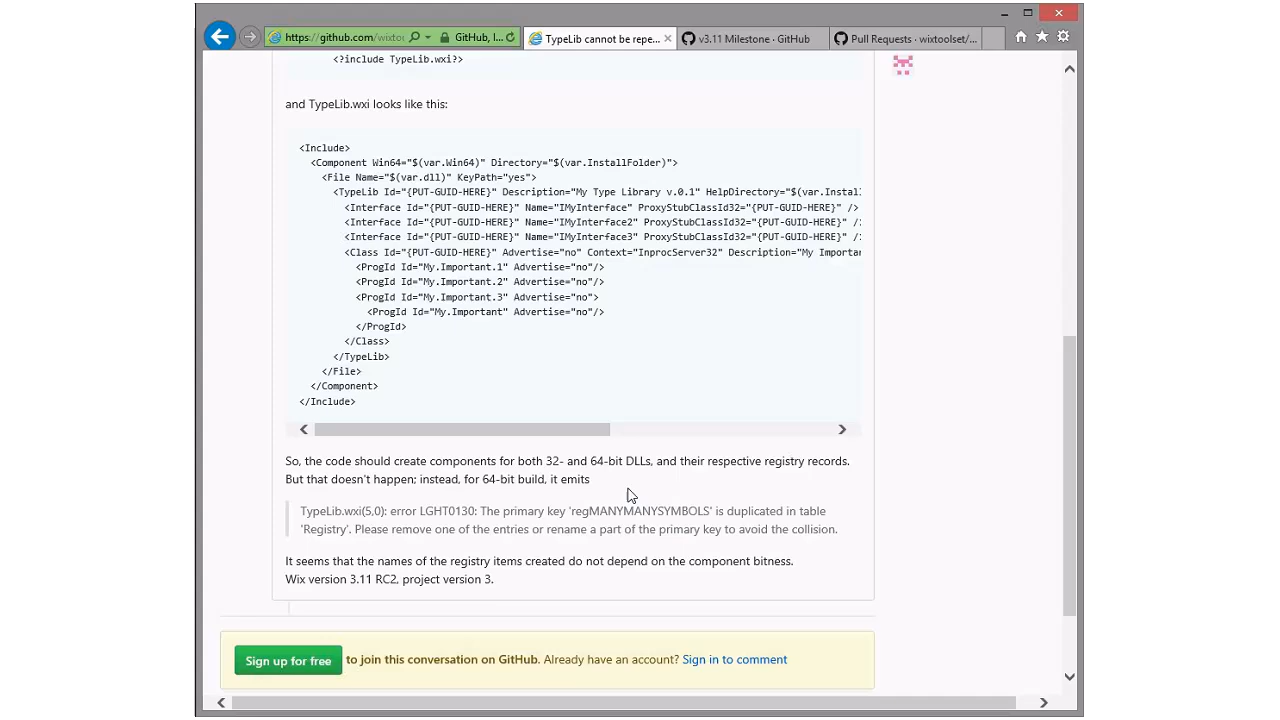 https://github.com/wixto
GitHub, I...
TypeLib cannot be repe...
v3.11 Milestone · GitHub
Pull Requests · wixtoolset/...
<?include TypeLib.wxi?>
and TypeLib.wxi looks like this:
<Include>
<Component Win64="$(var.Win64)" Directory="$(var.InstallFolder)">
<File Name="$(var.dll)" KeyPath="yes">
<TypeLib Id="{PUT-GUID-HERE}" Description="My Type Library v.0.1" HelpDirectory="$(var.Instal
<Interface Id="{PUT-GUID-HERE}" Name="IMyInterface" ProxyStubClassId32="{PUT-GUID-HERE}" />
<Interface Id="{PUT-GUID-HERE}" Name="IMyInterface2" ProxyStubClassId32="{PUT-GUID-HERE}" />
<Interface Id="{PUT-GUID-HERE}" Name="IMyInterface3" ProxyStubClassId32="{PUT-GUID-HERE}" />
<Class Id="{PUT-GUID-HERE}" Advertise="no" Context="InprocServer32" Description="My Importan
<ProgId Id="My.Important.1" Advertise="no"/>
<ProgId Id="My.Important.2" Advertise="no"/>
<ProgId Id="My.Important.3" Advertise="no">
<ProgId Id="My.Important" Advertise="no"/>
</ProgId>
</Class>
</TypeLib>
</File>
</Component>
</Include>
So, the code should create components for both 32- and 64-bit DLLs, and their respective registry records.
But that doesn't happen; instead, for 64-bit build, it emits
TypeLib.wxi(5,0): error LGHT0130: The primary key 'regMANYMANYSYMBOLS' is duplicated in table
'Registry'. Please remove one of the entries or rename a part of the primary key to avoid the collision.
It seems that the names of the registry items created do not depend on the component bitness.
Wix version 3.11 RC2, project version 3.
Sign up for free to join this conversation on GitHub. Already have an account? Sign in to comment